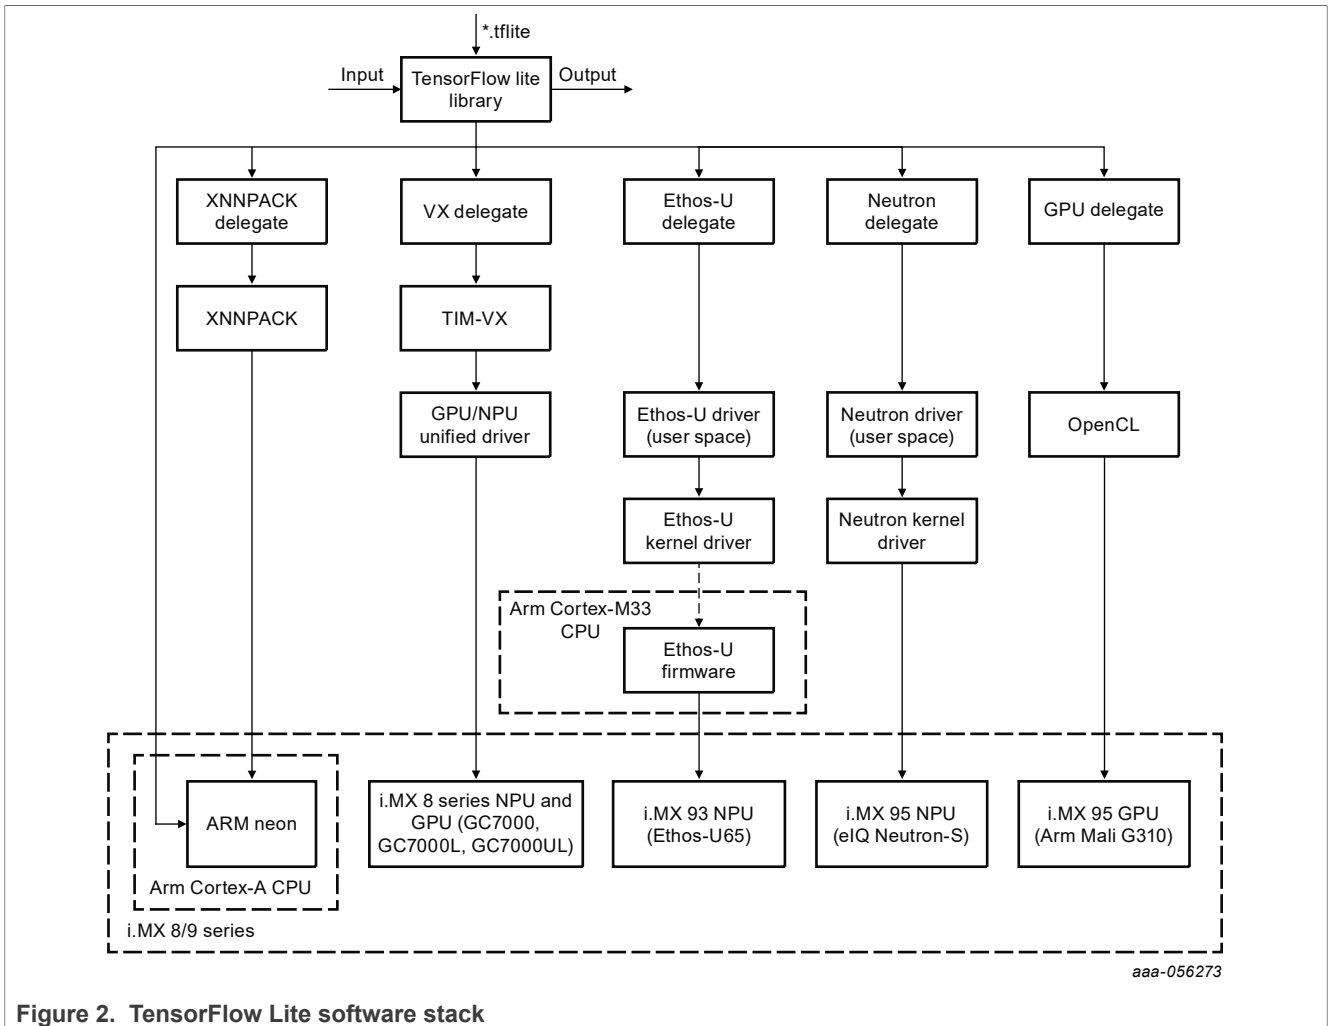 *.tflite
Input
TensorFlow lite
library
Output
XNNPACK
delegate
VX delegate
Ethos-U
delegate
Neutron
delegate
GPU delegate
XNNPACK
TIM-VX
GPU/NPU
unified driver
Ethos-U driver
(user space)
Neutron driver
(user space)
OpenCL
Ethos-U
kernel driver
Neutron kernel
driver
Arm Cortex-M33
CPU
Ethos-U
firmware
ARM neon
i.MX 8 series NPU and
GPU (GC7000,
GC7000L, GC7000UL)
i.MX 93 NPU
(Ethos-U65)
i.MX 95 NPU
(eIQ Neutron-S)
i.MX 95 GPU
(Arm Mali G310)
Arm Cortex-A CPU
i.MX 8/9 series
aaa-056273
Figure 2. TensorFlow Lite software stack